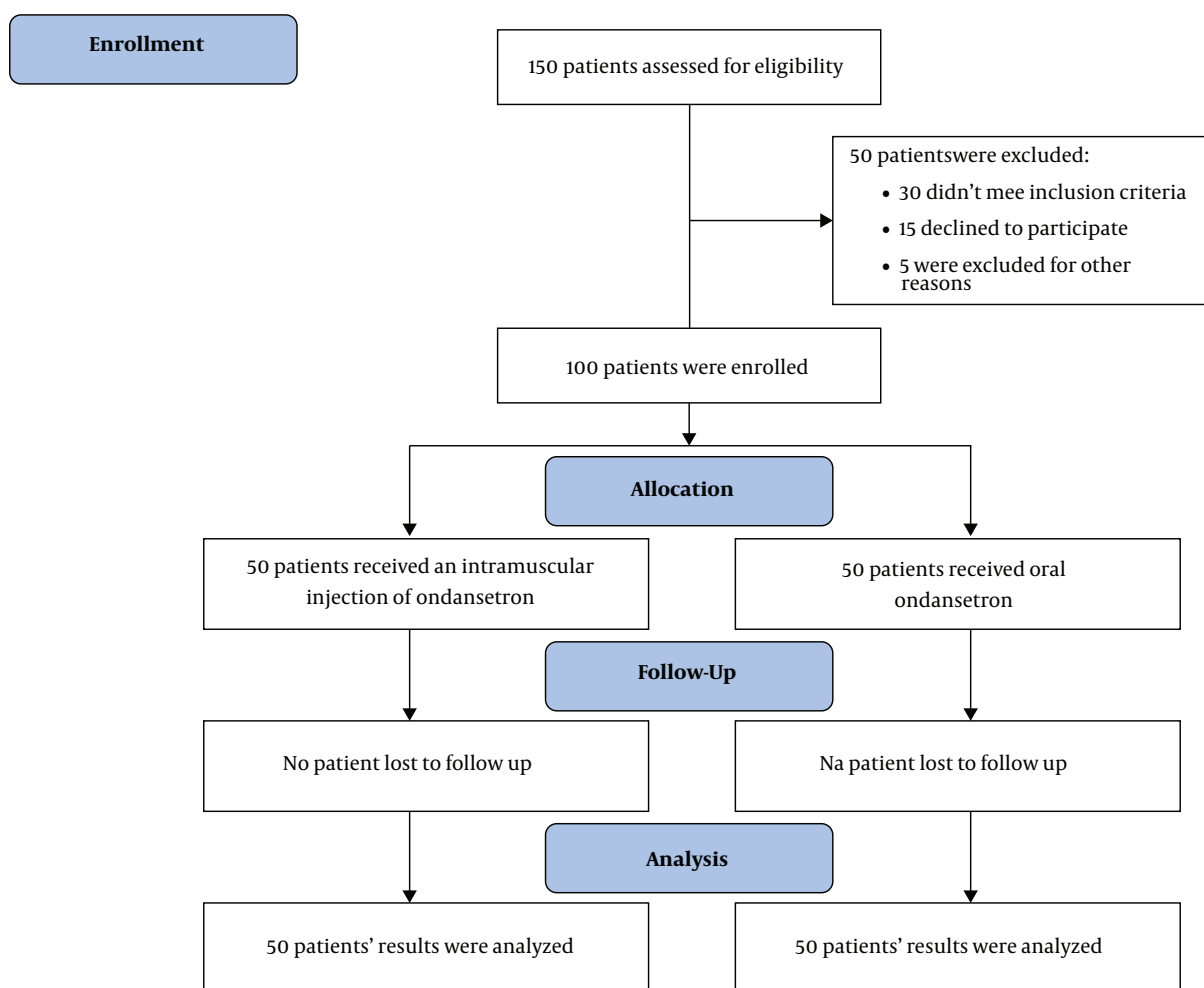 Enrollment
150 patients assessed for eligibility
50 patientswere excluded:
• 30 didn't mee inclusion criteria
• 15 declined to participate
• 5 were excluded for other
reasons
100 patients were enrolled
Allocation
50 patients received an intramuscular
injection of ondansetron
50 patients received oral
ondansetron
Follow-Up
No patient lost to follow up
Na patient lost to follow up
Analysis
50 patients' results were analyzed
50 patients' results were analyzed